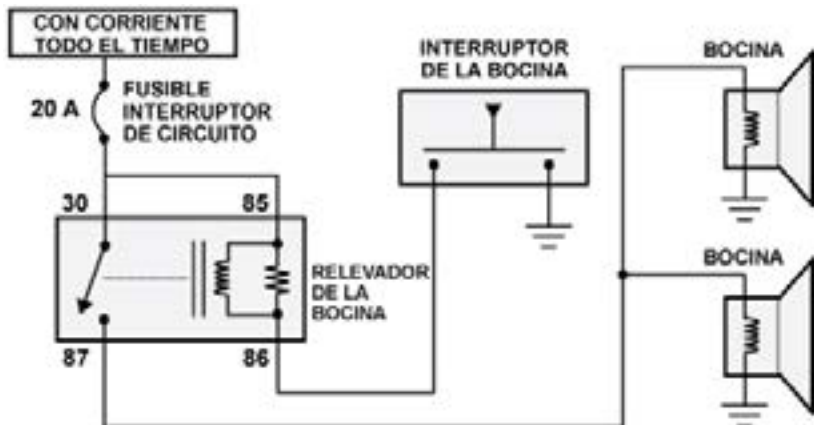 CON CORRIENTE
TODO EL TIEMPO
20 A
FUSIBLE
INTERRUPTOR
DE CIRCUITO
INTERRUPTOR
DE LA BOCINA
BOCINA
30
85
RELEVADOR
DE LA
BOCINA
87
86
BOCINA